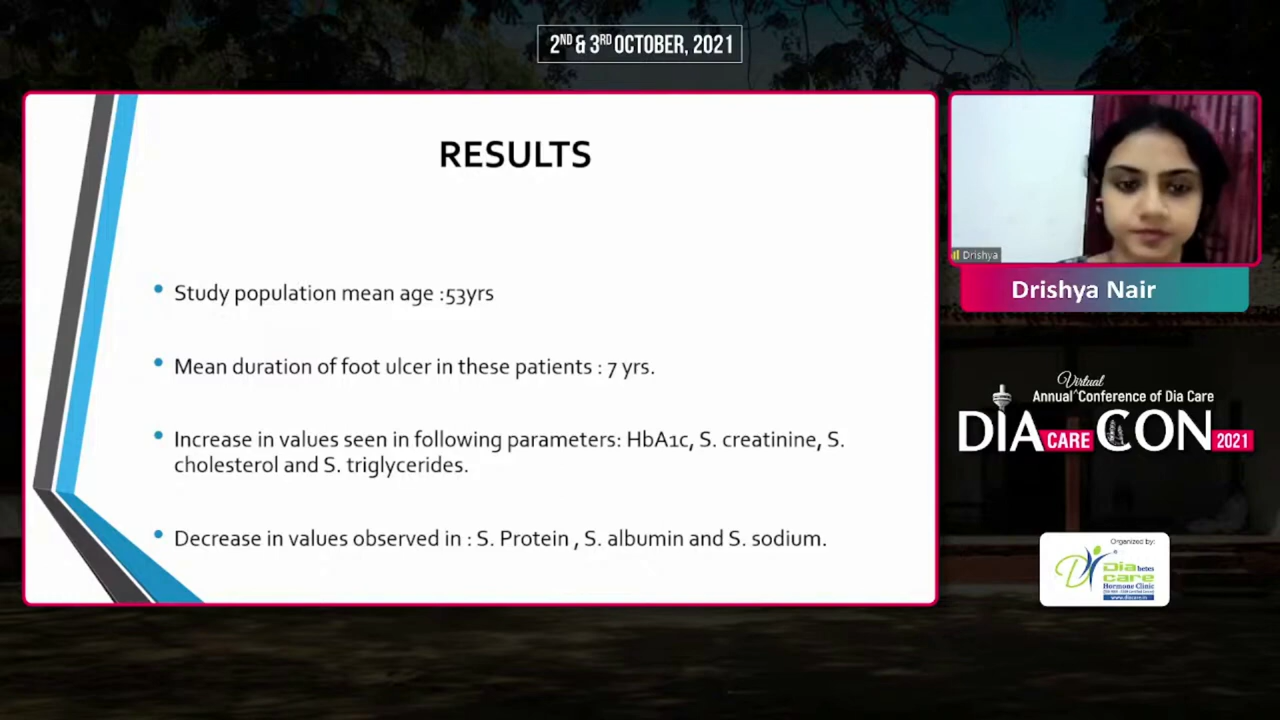 2ND & 3RD OCTOBER, 2021
RESULTS
• Study population mean age :53yrs
• Mean duration of foot ulcer in these patients : 7 yrs.
• Increase in values seen in following parameters: HbA1c, S. creatinine, S.
cholesterol and S. triglycerides.
• Decrease in values observed in : S. Protein , S. albumin and S. sodium.
Drishya
Drishya Nair
Virtual
Annual^Conference of Dia Care
DIA CARE CON 2021
Organized by:
Diabetes
care
Hormone Clinic
www.diacare.in